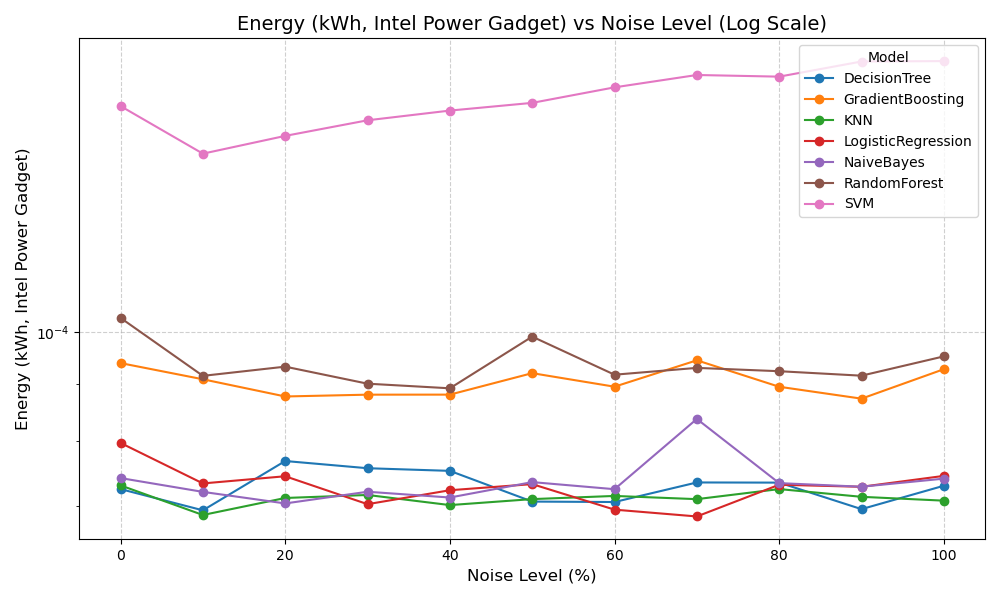 Energy (kWh, Intel Power Gadget) vs Noise Level (Log Scale)
Model
DecisionTree
GradientBoosting
KNN
LogisticRegression
NaiveBayes
RandomForest
SVM
Energy (kWh, Intel Power Gadget)
10⁻⁴
0 20 40 60 80 100
Noise Level (%)